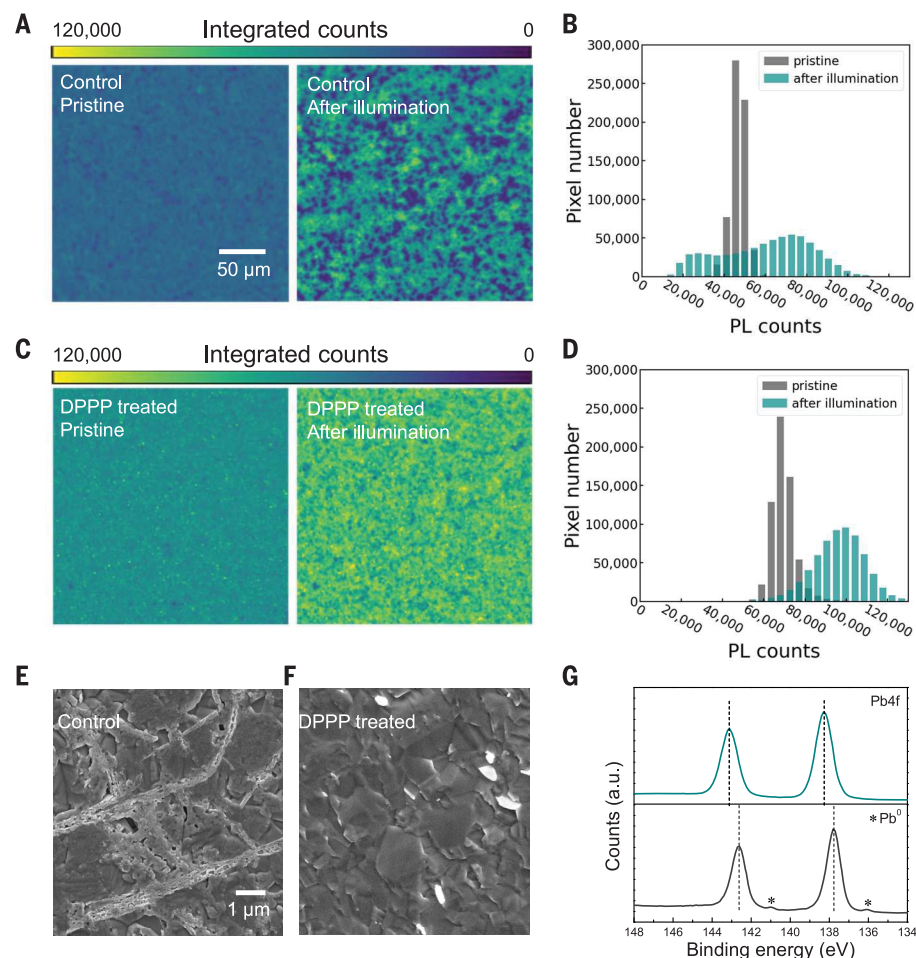 A
120,000 Integrated counts 0
Control
Pristine
50 µm
Control
After illumination
B
300,000
250,000
200,000
150,000
100,000
50,000
0
Pixel number
pristine
after illumination
0 20,000 40,000 60,000 80,000 100,000 120,000
PL counts
C
120,000 Integrated counts 0
DPPP treated
Pristine
DPPP treated
After illumination
D
300,000
250,000
200,000
150,000
100,000
50,000
0
Pixel number
pristine
after illumination
0 20,000 40,000 60,000 80,000 100,000 120,000
PL counts
E
Control
1 µm
F
DPPP treated
G
Counts (a.u.)
Pb4f
*Pb⁰
* *
148 146 144 142 140 138 136 134
Binding energy (eV)